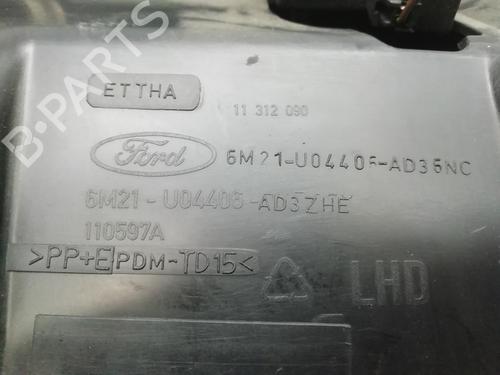 ETTHA
11 312 090
Ford 6M21-U04406-AD36NC
6M21-U04406-AD3ZHE
110597A
>PP+EPDM-TD15<
LHD
B-PARTS